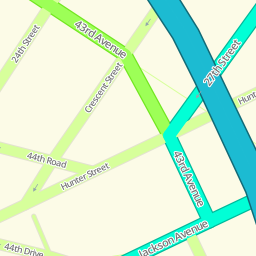 43rd Avenue
24th Street
Crescent Street
27th Street
Hunt
44th Road
Hunter Street
43rd Avenue
Jackson Avenue
44th Drive